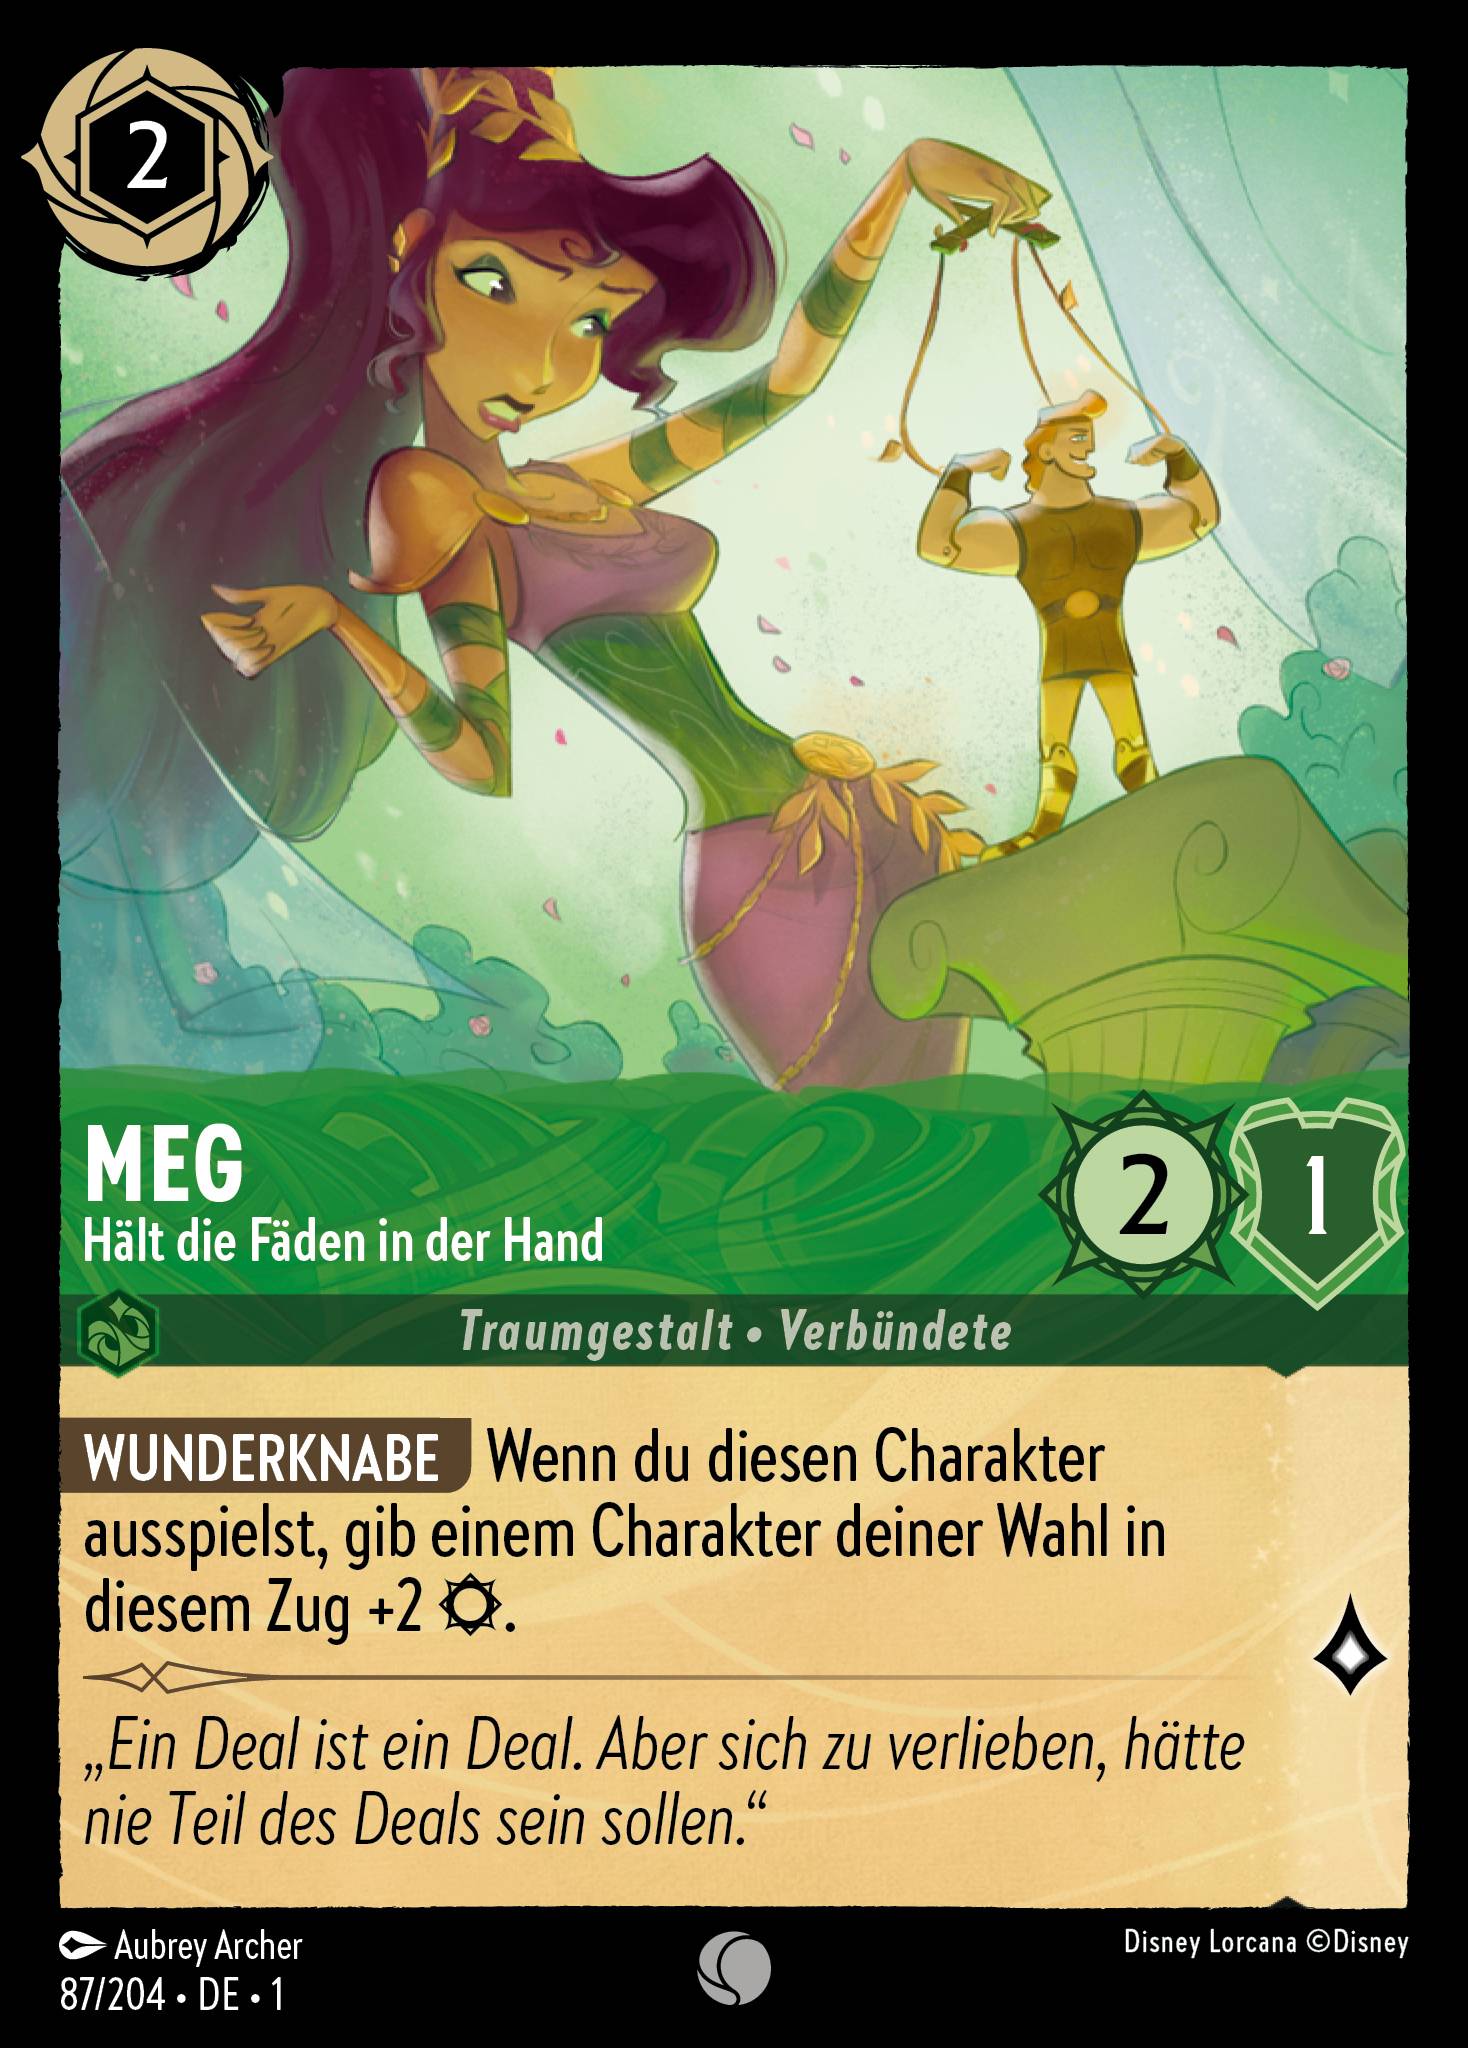 2
MEG
Hält die Fäden in der Hand
2
1
Traumgestalt • Verbündete
WUNDERKNABE Wenn du diesen Charakter
ausspielst, gib einem Charakter deiner Wahl in
diesem Zug +2 .
„Ein Deal ist ein Deal. Aber sich zu verlieben, hätte
nie Teil des Deals sein sollen.“
Aubrey Archer
87/204 • DE • 1
Disney Lorcana ©Disney